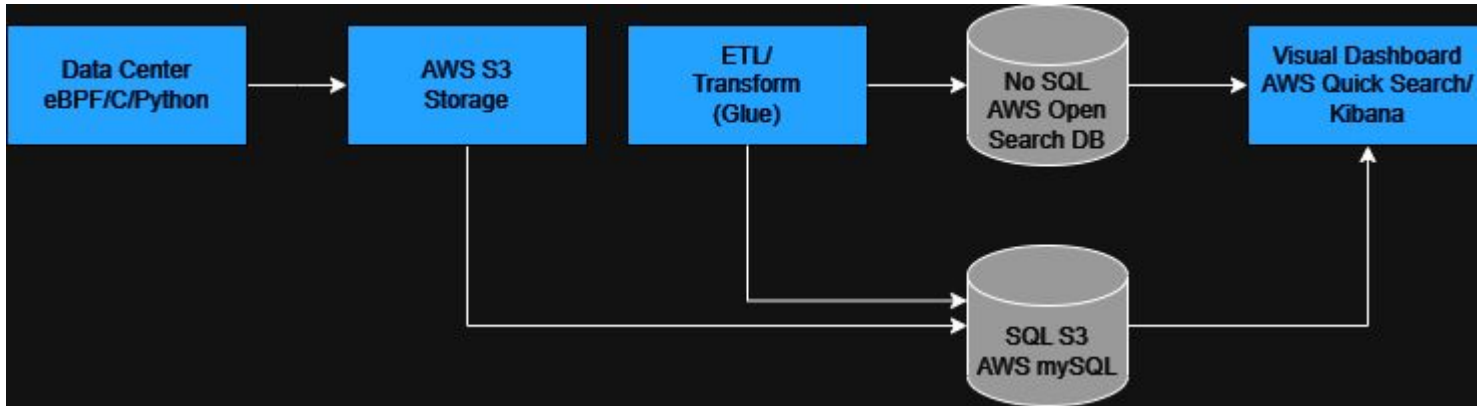 Data Center
eBPF/C/Python
AWS S3
Storage
ETL/
Transform
(Glue)
No SQL
AWS Open
Search DB
Visual Dashboard
AWS Quick Search/
Kibana
SQL S3
AWS mySQL